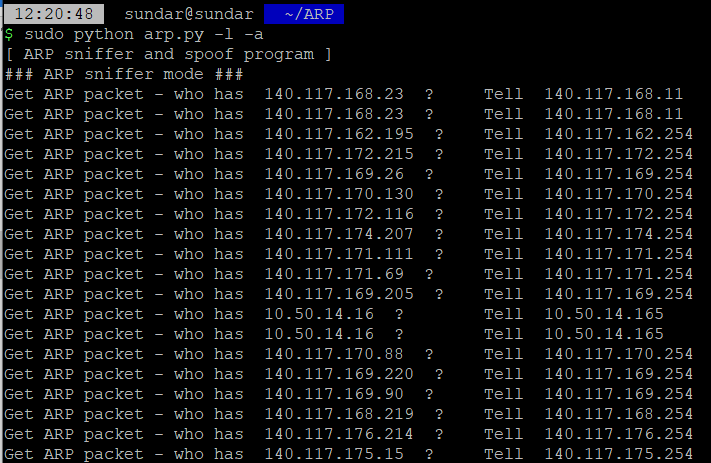 12:20:48 sundar@sundar ~/ARP
$ sudo python arp.py -l -a
[ ARP sniffer and spoof program ]
### ARP sniffer mode ###
Get ARP packet - who has 140.117.168.23 ? Tell 140.117.168.11
Get ARP packet - who has 140.117.168.23 ? Tell 140.117.168.11
Get ARP packet - who has 140.117.162.195 ? Tell 140.117.162.254
Get ARP packet - who has 140.117.172.215 ? Tell 140.117.172.254
Get ARP packet - who has 140.117.169.26 ? Tell 140.117.169.254
Get ARP packet - who has 140.117.170.130 ? Tell 140.117.170.254
Get ARP packet - who has 140.117.172.116 ? Tell 140.117.172.254
Get ARP packet - who has 140.117.174.207 ? Tell 140.117.174.254
Get ARP packet - who has 140.117.171.111 ? Tell 140.117.171.254
Get ARP packet - who has 140.117.171.69 ? Tell 140.117.171.254
Get ARP packet - who has 140.117.169.205 ? Tell 140.117.169.254
Get ARP packet - who has 10.50.14.16 ? Tell 10.50.14.165
Get ARP packet - who has 10.50.14.16 ? Tell 10.50.14.165
Get ARP packet - who has 140.117.170.88 ? Tell 140.117.170.254
Get ARP packet - who has 140.117.169.220 ? Tell 140.117.169.254
Get ARP packet - who has 140.117.169.90 ? Tell 140.117.169.254
Get ARP packet - who has 140.117.168.219 ? Tell 140.117.168.254
Get ARP packet - who has 140.117.176.214 ? Tell 140.117.176.254
Get ARP packet - who has 140.117.175.15 ? Tell 140.117.175.254